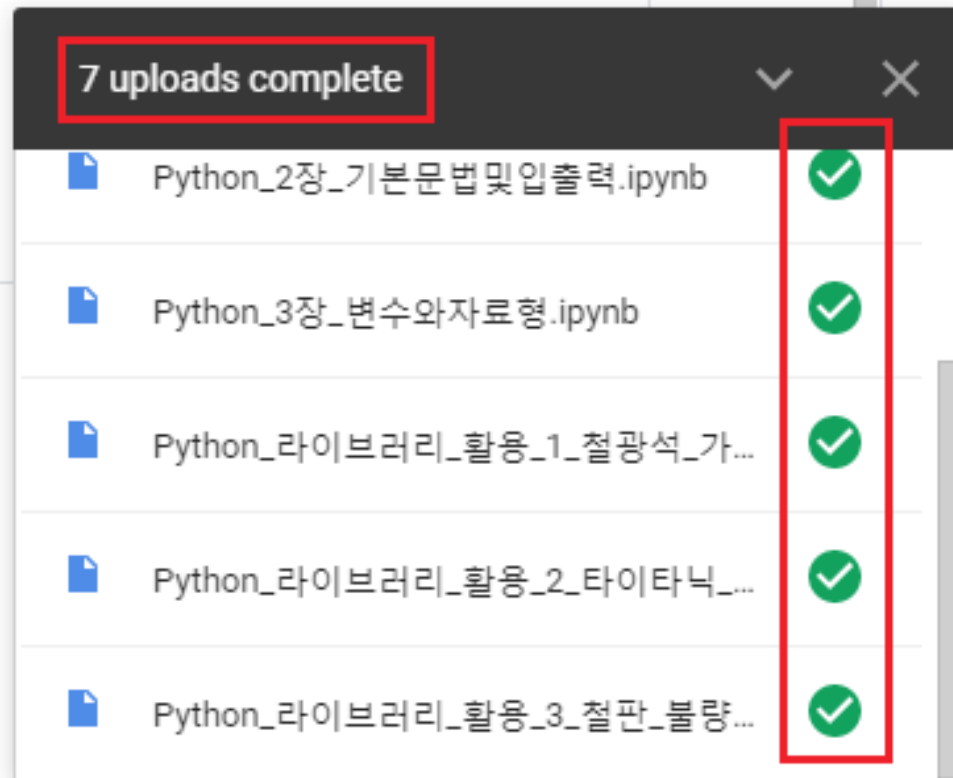 7 uploads complete
Python_2장_기본문법및입출력.ipynb
Python_3장_변수와자료형.ipynb
Python_라이브러리_활용_1_철광석_가...
Python_라이브러리_활용_2_타이타닉_...
Python_라이브러리_활용_3_철판_불량...